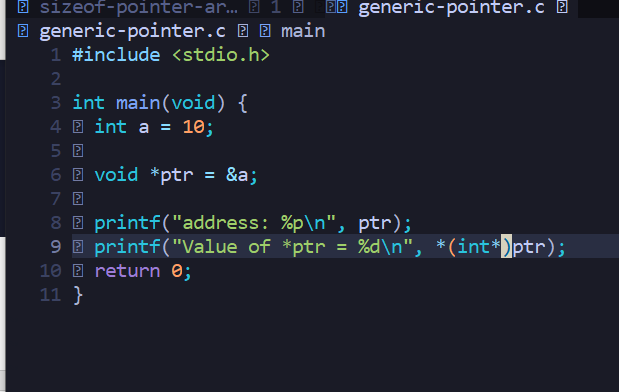 sizeof-pointer-ar… 1 generic-pointer.c
generic-pointer.c main
1 #include <stdio.h>
2
3 int main(void) {
4 int a = 10;
5
6 void *ptr = &a;
7
8 printf("address: %p\n", ptr);
9 printf("Value of *ptr = %d\n", *(int*)ptr);
10 return 0;
11 }